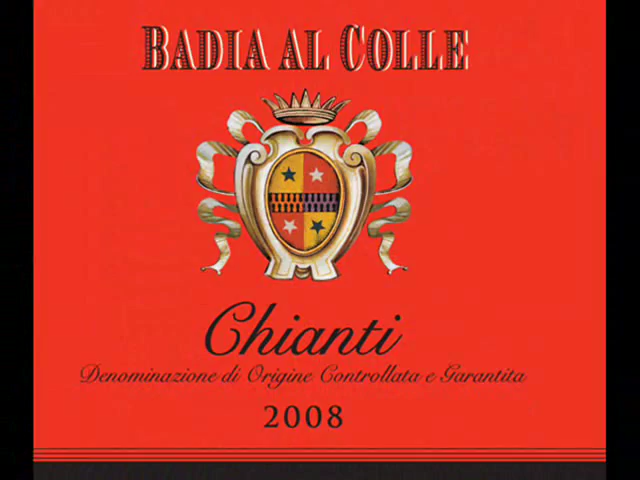 BADIA AL COLLE
Chianti
Denominazione di Origine Controllata e Garantita
2008